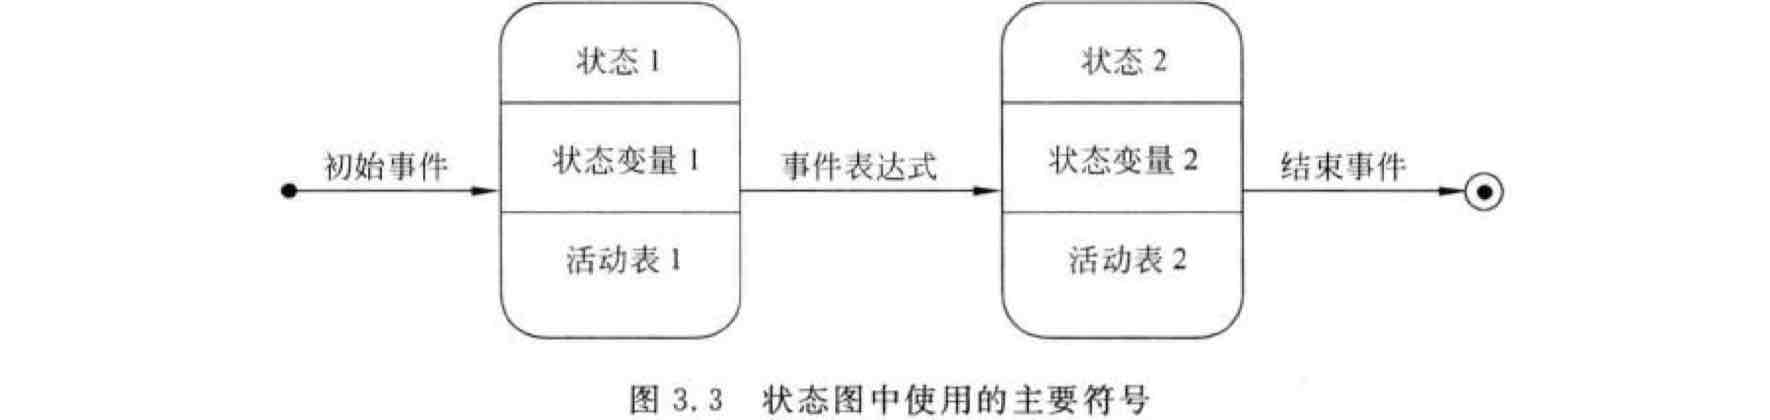 状态 1
状态 2
初始事件
状态变量 1
事件表达式
状态变量 2
结束事件
活动表 1
活动表 2
图 3.3 状态图中使用的主要符号